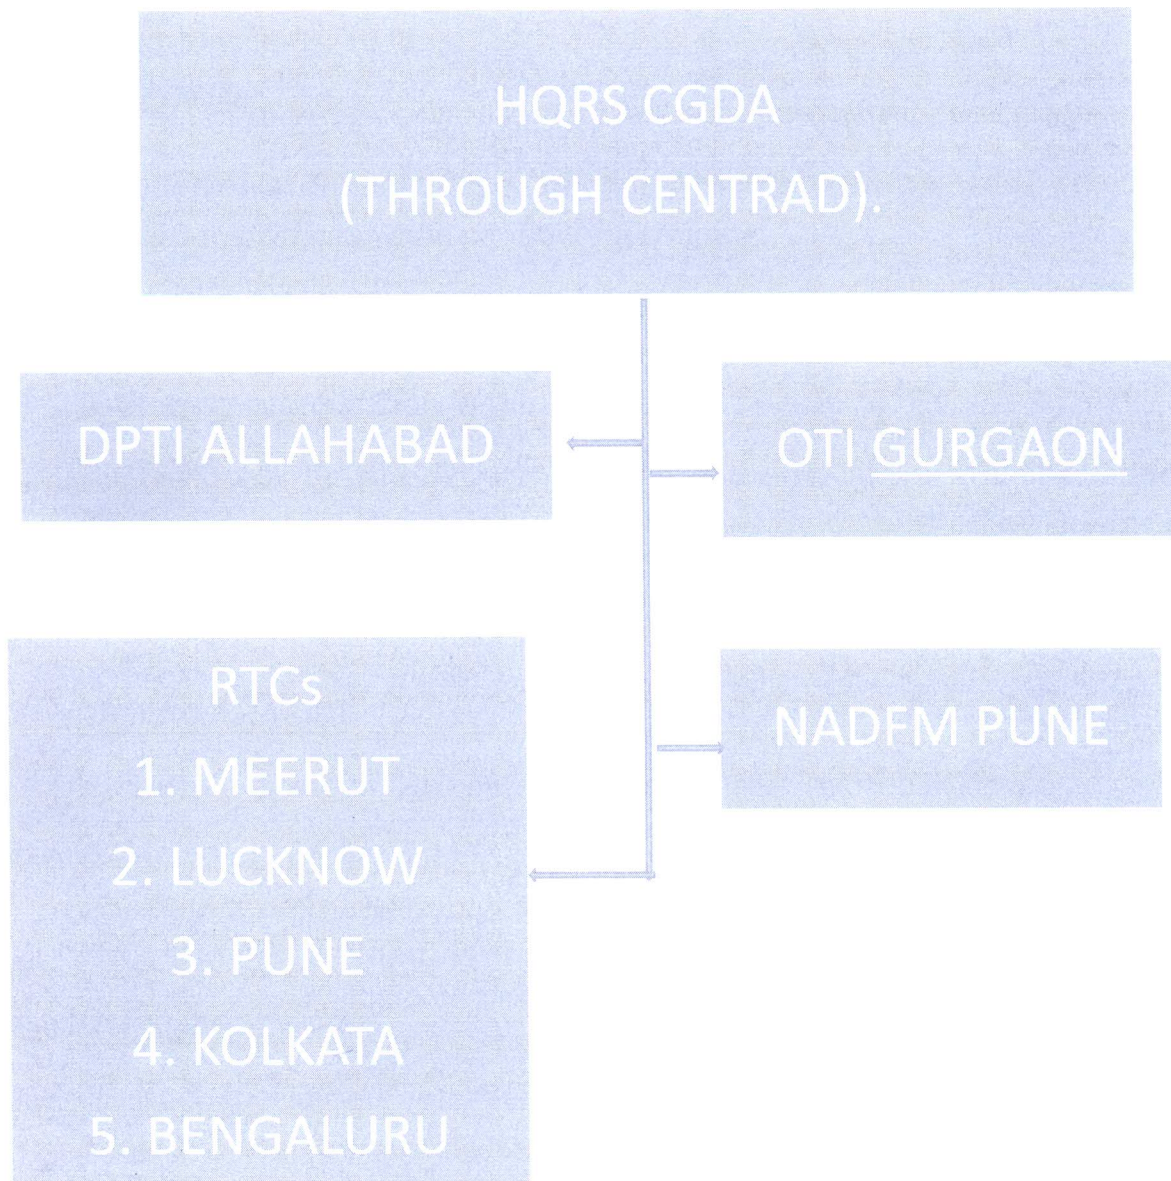 HQRS CGDA
(THROUGH CENTRAD).
DPTI ALLAHABAD
OTI GURGAON
RTCs
1. MEERUT
2. LUCKNOW
3. PUNE
4. KOLKATA
5. BENGALURU
NADFM PUNE